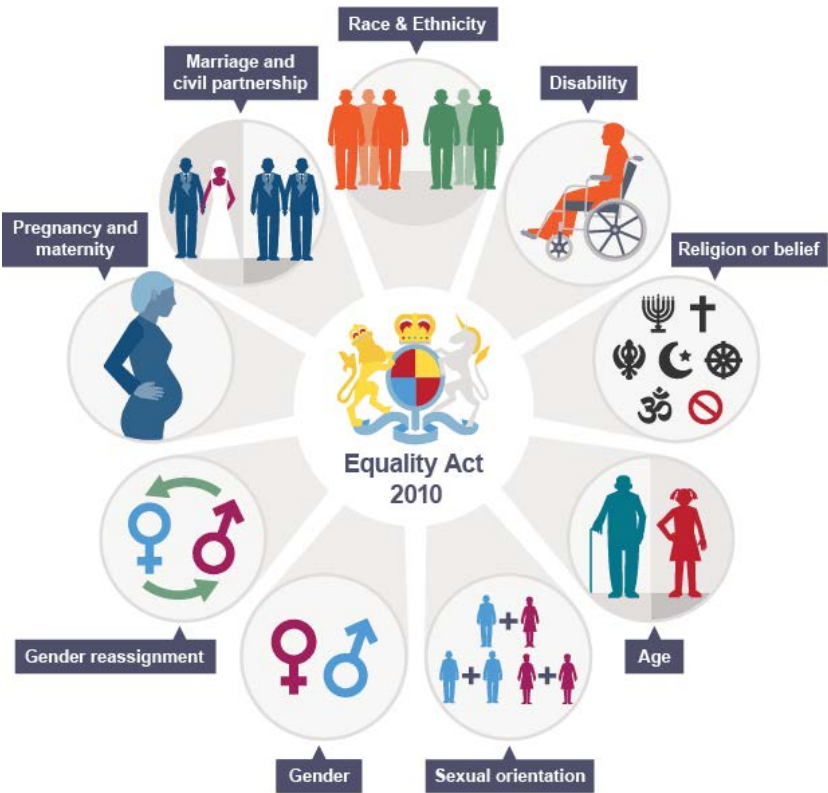 Race & Ethnicity
Marriage and
civil partnership
Disability
Pregnancy and
maternity
Religion or belief
Equality Act
2010
Gender reassignment
Age
Gender
Sexual orientation